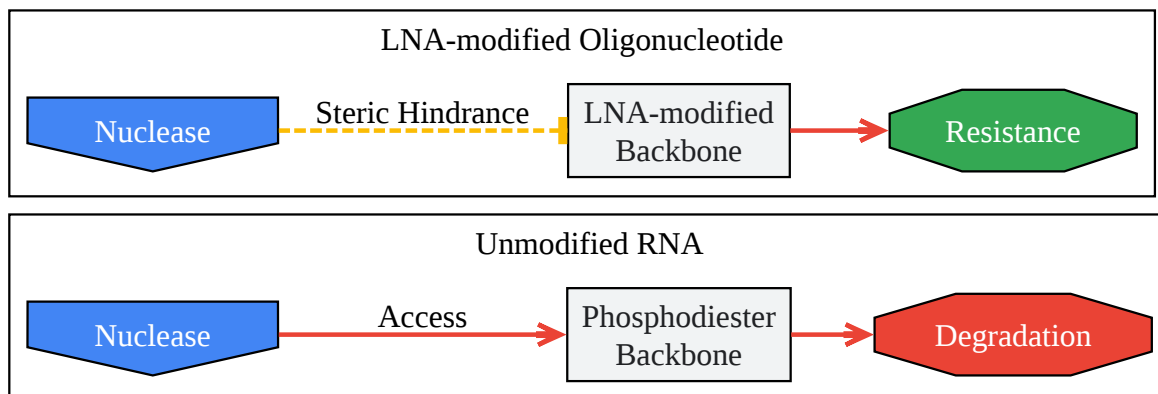 LNA-modified Oligonucleotide
Nuclease
Steric Hindrance
LNA-modified
Backbone
Resistance
Unmodified RNA
Nuclease
Access
Phosphodiester
Backbone
Degradation